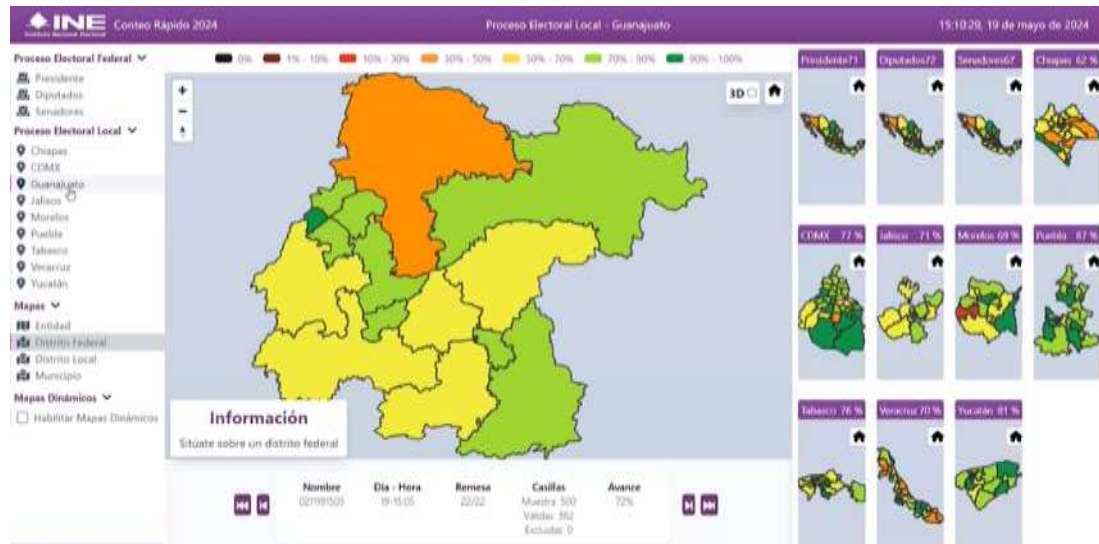 INE
Instituto Nacional Electoral
Conteo Rápido 2024
Proceso Electoral Local - Guanajuato
15:10:29, 19 de mayo de 2024
Proceso Electoral Federal
Presidente
Diputados
Senadores
Proceso Electoral Local
Chiapas
CDMX
Guanajuato
Jalisco
Morelos
Puebla
Tabasco
Veracruz
Yucatán
Mapas
Entidad
Distrito Federal
Distrito Local
Municipio
Mapas Dinámicos
Habilitar Mapas Dinámicos
0% 1% - 10% 10% - 30% 30% - 50% 50% - 70% 70% - 90% 90% - 100%
+
−
3D
Información
Sitúate sobre un distrito federal
Nombre Día - Hora Remesa Casillas Avance
19-15:05 22/22 Muestra: 500 72%
Válidas: 362
Excluidas: 0
Presidente71 Diputados72 Senadores67 Chiapas 62 %
CDMX 77 % Jalisco 71 % Morelos 69 % Puebla 87 %
Tabasco 76 % Veracruz 70 % Yucatán 81 %